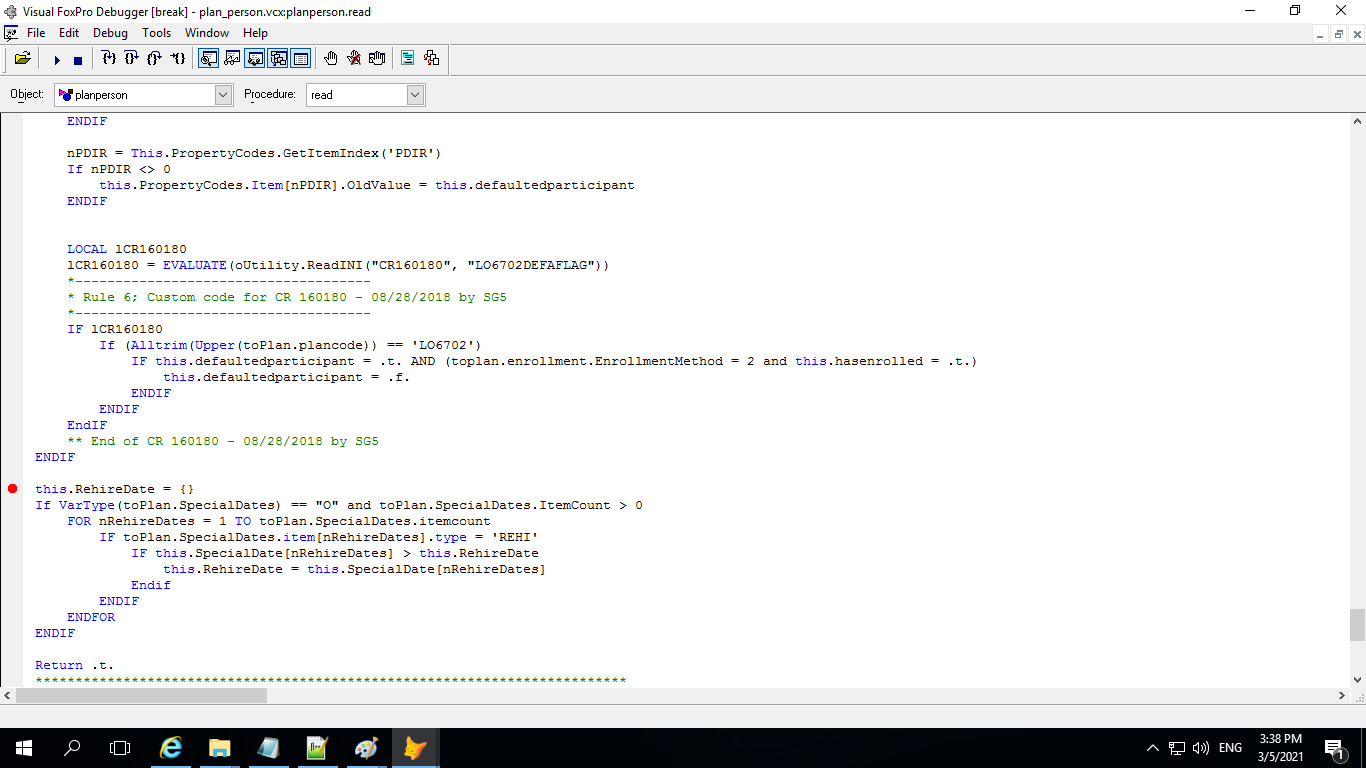 Visual FoxPro Debugger [break] - plan_person.vcx:planperson.read
File Edit Debug Tools Window Help
Object: planperson Procedure: read
ENDIF
nPDIR = This.PropertyCodes.GetItemIndex('PDIR')
If nPDIR <> 0
this.PropertyCodes.Item[nPDIR].OldValue = this.defaultedparticipant
ENDIF
LOCAL lCR160180
lCR160180 = EVALUATE(oUtility.ReadINI("CR160180", "LO6702DEFAFLAG"))
*-------------------------------------
* Rule 6; Custom code for CR 160180 - 08/28/2018 by SG5
*-------------------------------------
IF lCR160180
If (Alltrim(Upper(toPlan.plancode)) == 'LO6702')
IF this.defaultedparticipant = .t. AND (toplan.enrollment.EnrollmentMethod = 2 and this.hasenrolled = .t.)
this.defaultedparticipant = .f.
ENDIF
ENDIF
EndIF
** End of CR 160180 - 08/28/2018 by SG5
ENDIF
this.RehireDate = {}
If VarType(toPlan.SpecialDates) == "O" and toPlan.SpecialDates.ItemCount > 0
FOR nRehireDates = 1 TO toPlan.SpecialDates.itemcount
IF toPlan.SpecialDates.item[nRehireDates].type = 'REHI'
IF this.SpecialDate[nRehireDates] > this.RehireDate
this.RehireDate = this.SpecialDate[nRehireDates]
Endif
ENDIF
ENDFOR
ENDIF
Return .t.
**************************************************************************
ENG
3:38 PM
3/5/2021
1